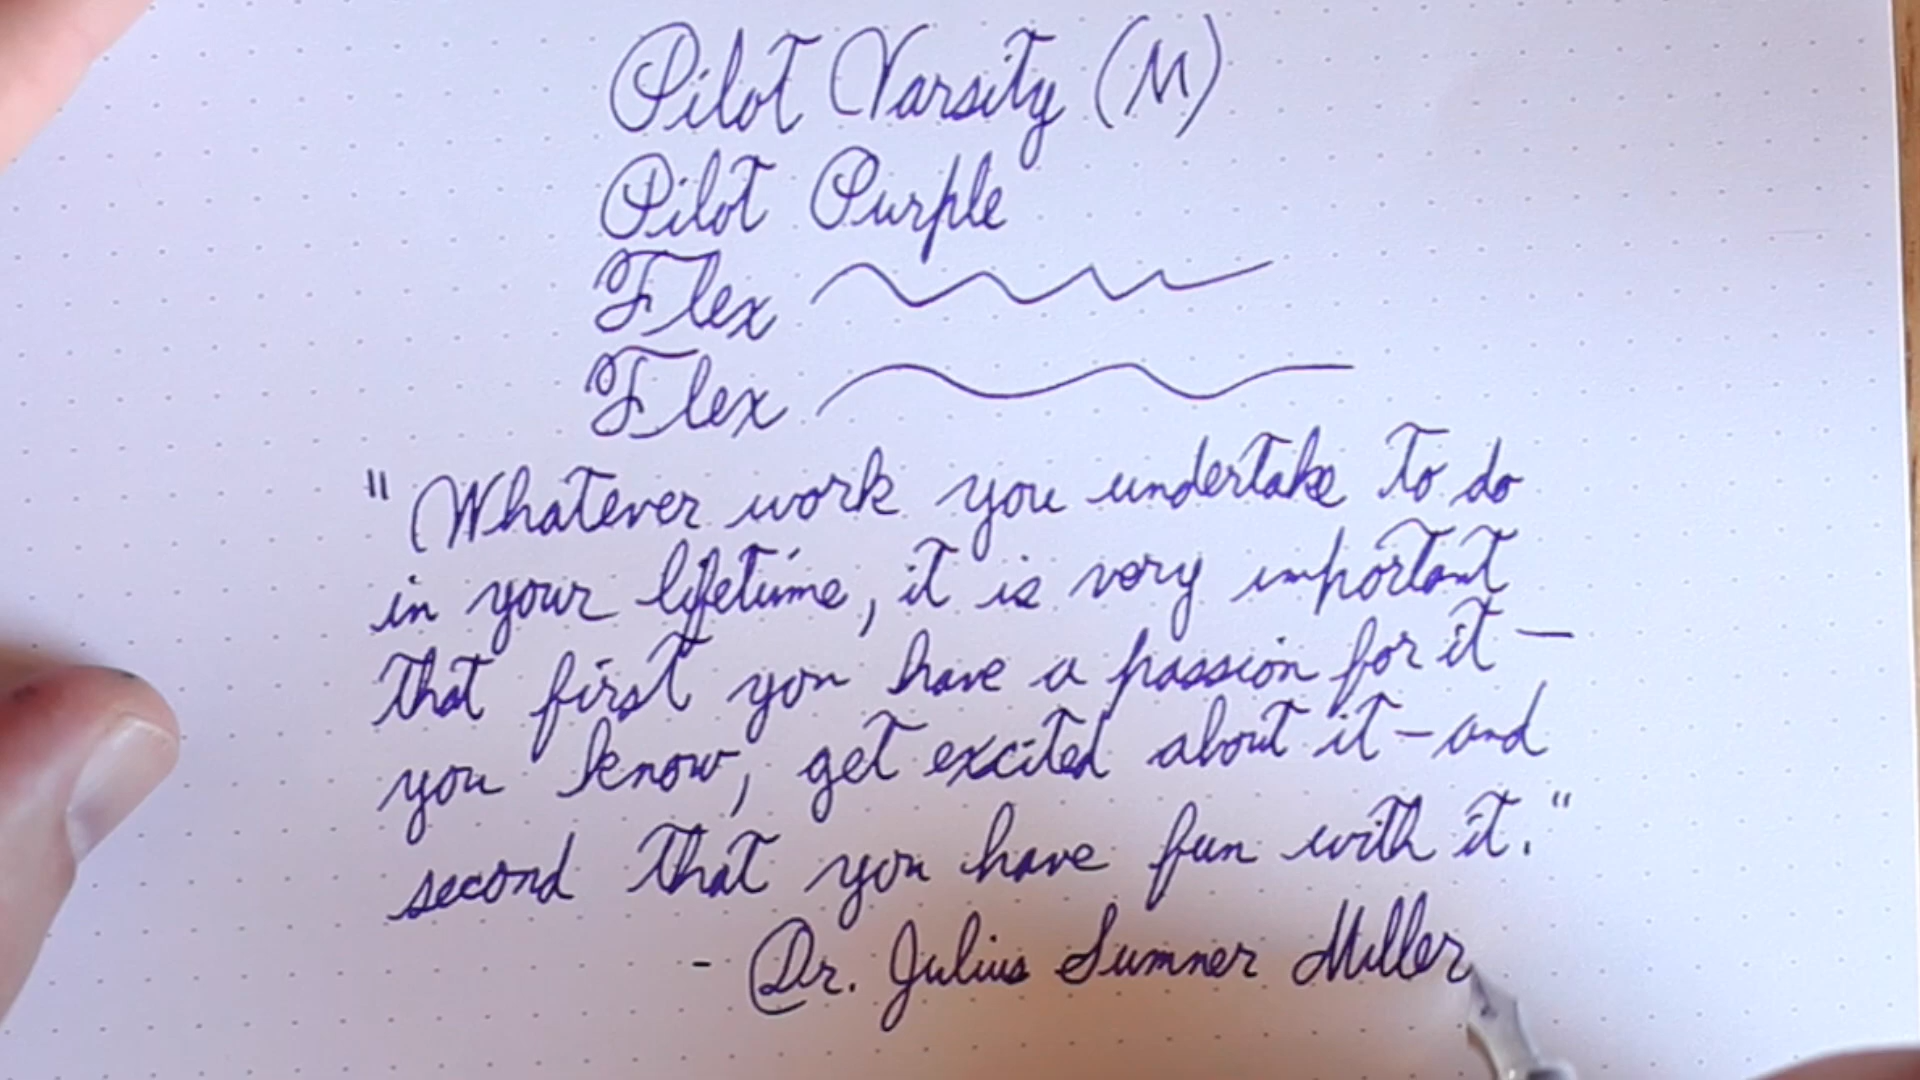 Pilot Varsity (M)
Pilot Purple
Flex
Flex
"Whatever work you undertake to do
in your lifetime, it is very important
that first you have a passion for it —
you know, get excited about it — and
second that you have fun with it."
- Dr. Julius Sumner Miller